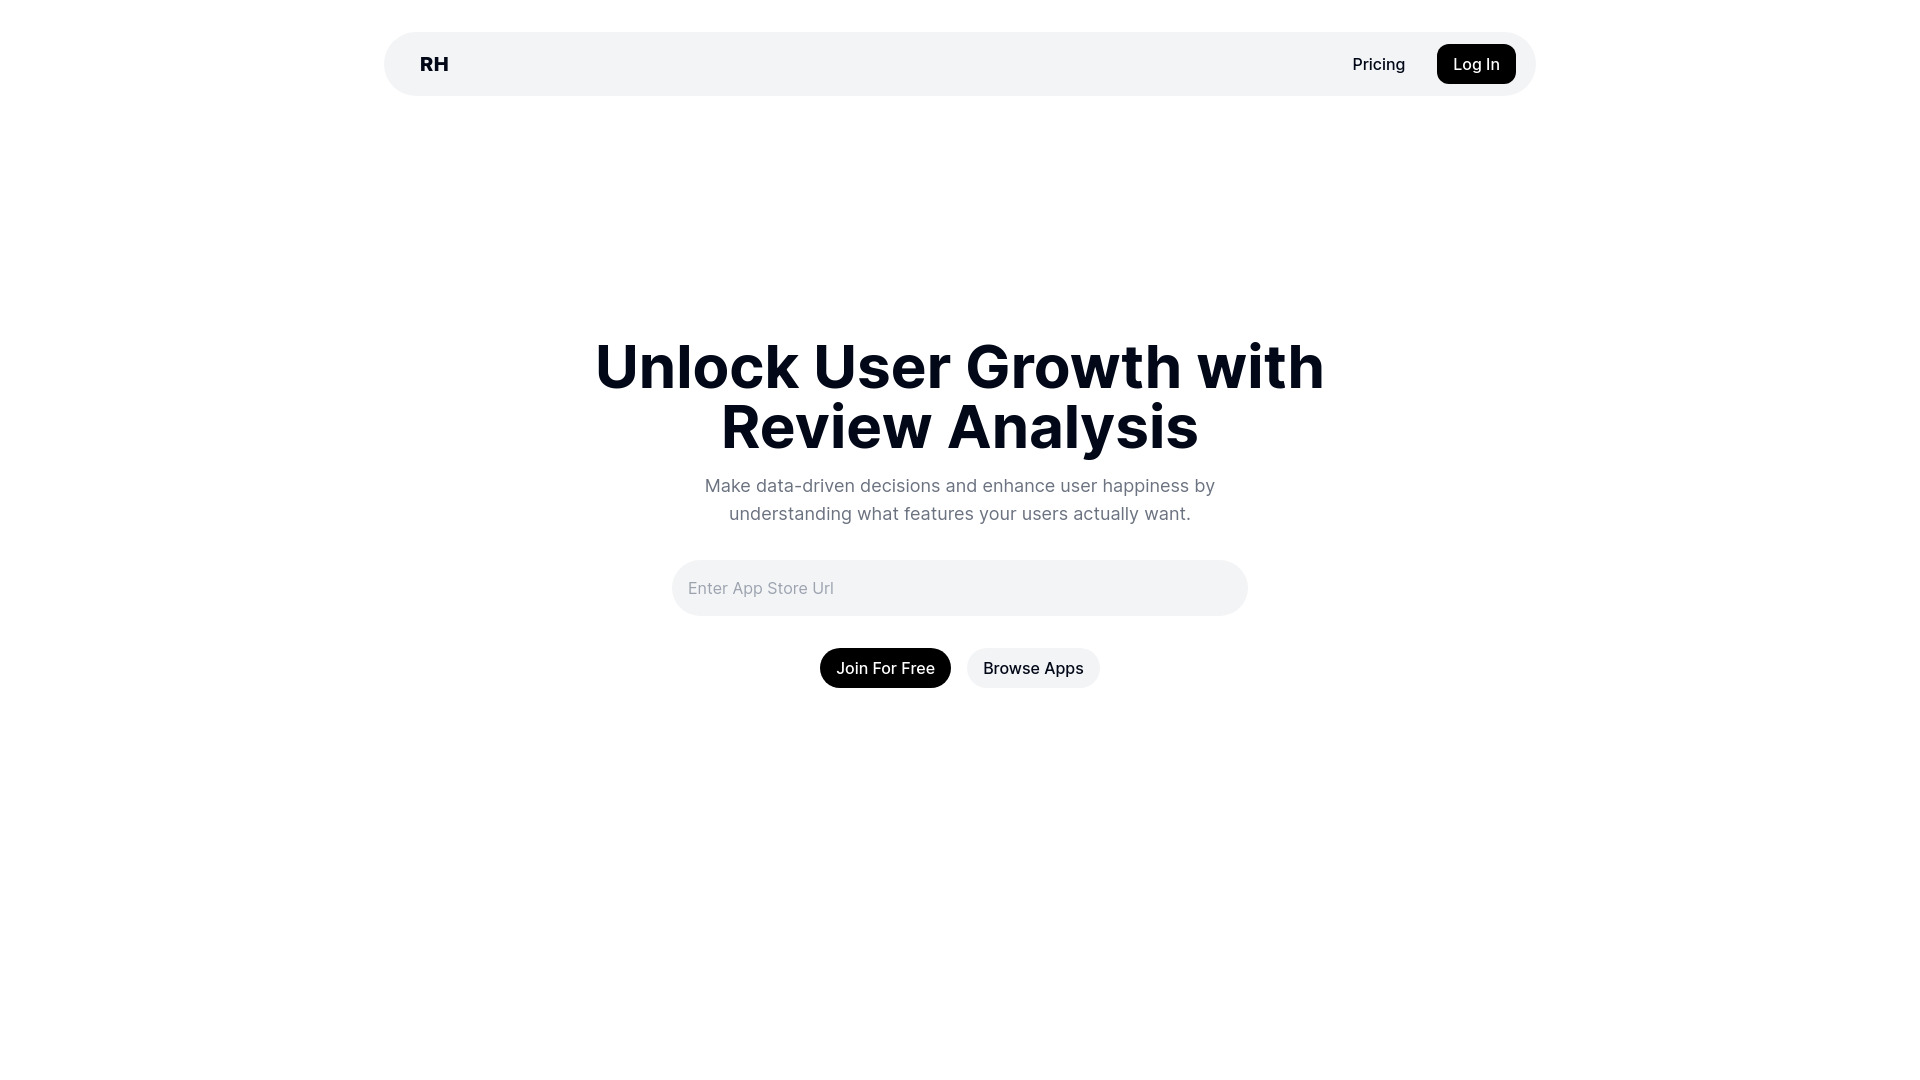 RH
Pricing
Log In
Unlock User Growth with
Review Analysis
Make data-driven decisions and enhance user happiness by
understanding what features your users actually want.
Enter App Store Url
Join For Free
Browse Apps